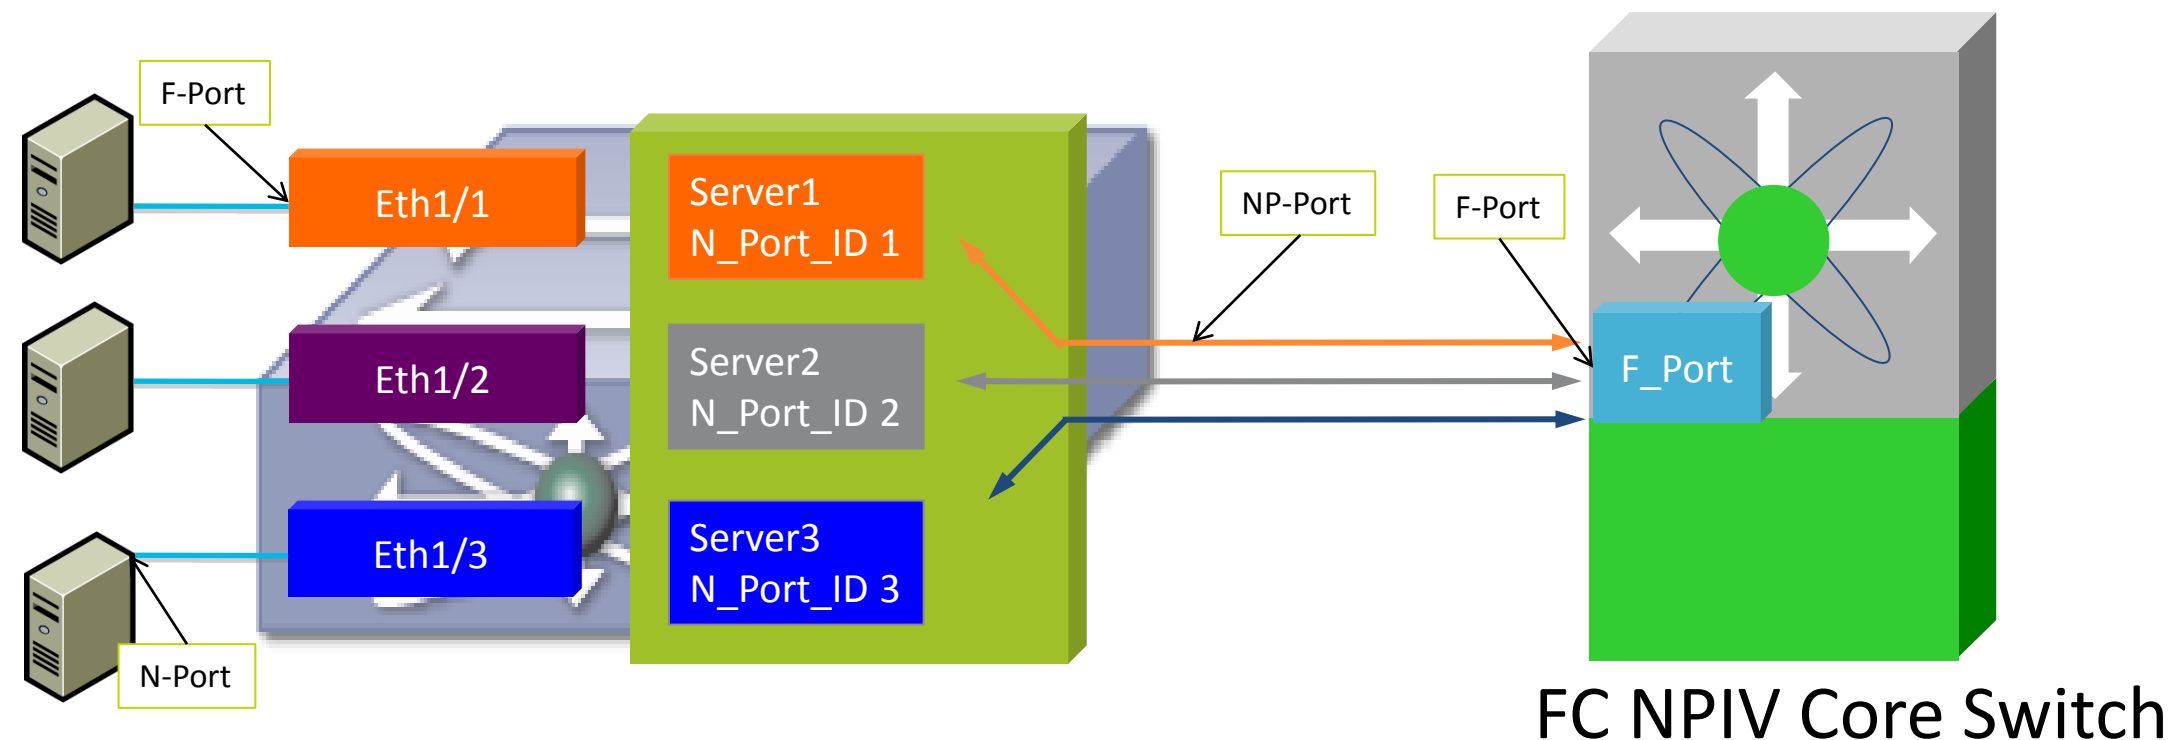 F-Port
Eth1/1
Server1
N_Port_ID 1
NP-Port
F-Port
Eth1/2
Server2
N_Port_ID 2
F_Port
Eth1/3
Server3
N_Port_ID 3
N-Port
FC NPIV Core Switch